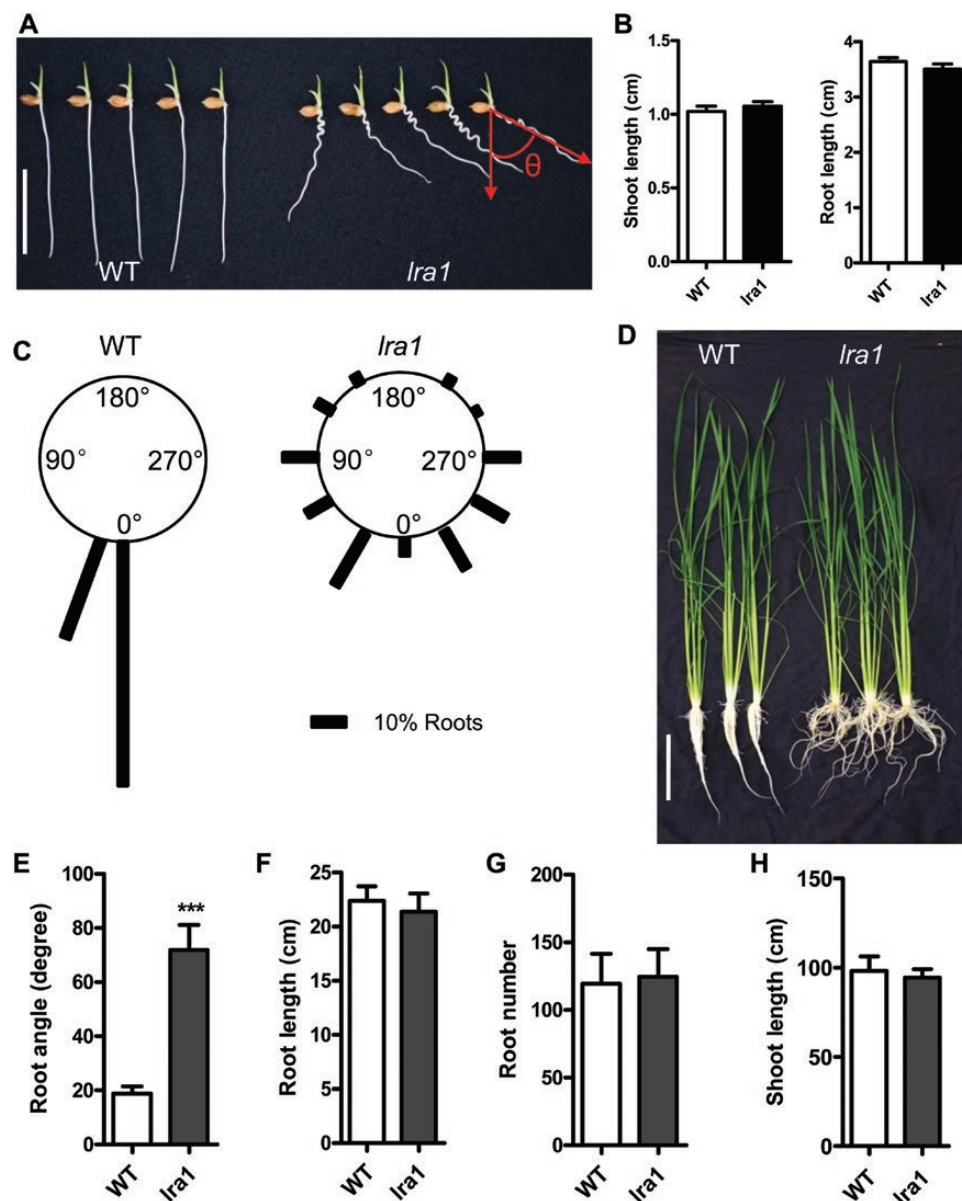 A
WT
lra1
θ
B
Shoot length (cm)
1.5
1.0
0.5
0.0
WT
lra1
Root length (cm)
4
3
2
1
0
WT
lra1
C
WT
180°
90°
270°
0°
lra1
180°
90°
270°
0°
10% Roots
D
WT
lra1
E
Root angle (degree)
100
80
60
40
20
0
***
WT
lra1
F
Root length (cm)
25
20
15
10
5
0
WT
lra1
G
Root number
200
150
100
50
0
WT
lra1
H
Shoot length (cm)
150
100
50
0
WT
lra1